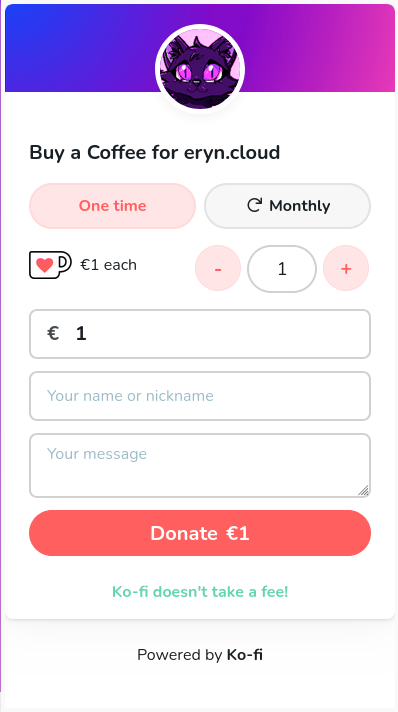 Buy a Coffee for eryn.cloud
One time
Monthly
€1 each
- 1 +
€ 1
Your name or nickname
Your message
Donate €1
Ko-fi doesn't take a fee!
Powered by Ko-fi